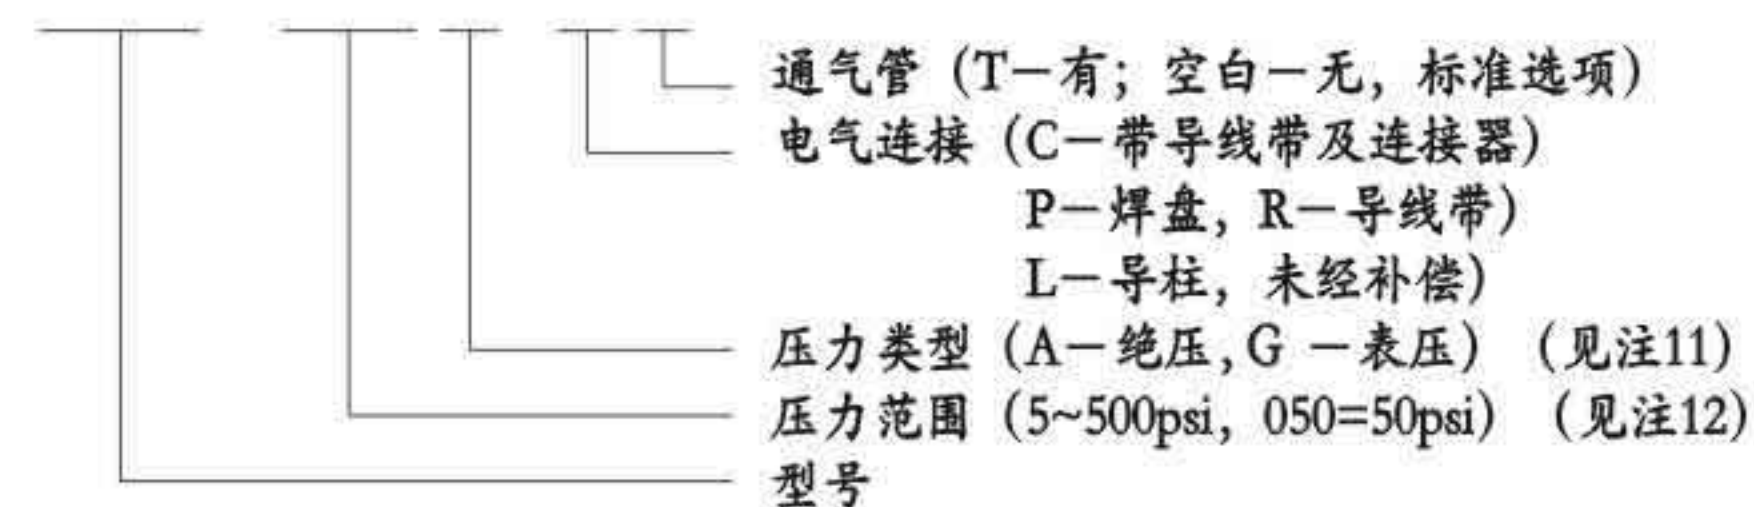 通气管（T－有；空白－无，标准选项）
电气连接（C－带导线带及连接器）
P－焊盘，R－导线带）
L－导柱，未经补偿）
压力类型（A－绝压,G －表压）（见注11）
压力范围（5~500psi，050=50psi）（见注12）
型号